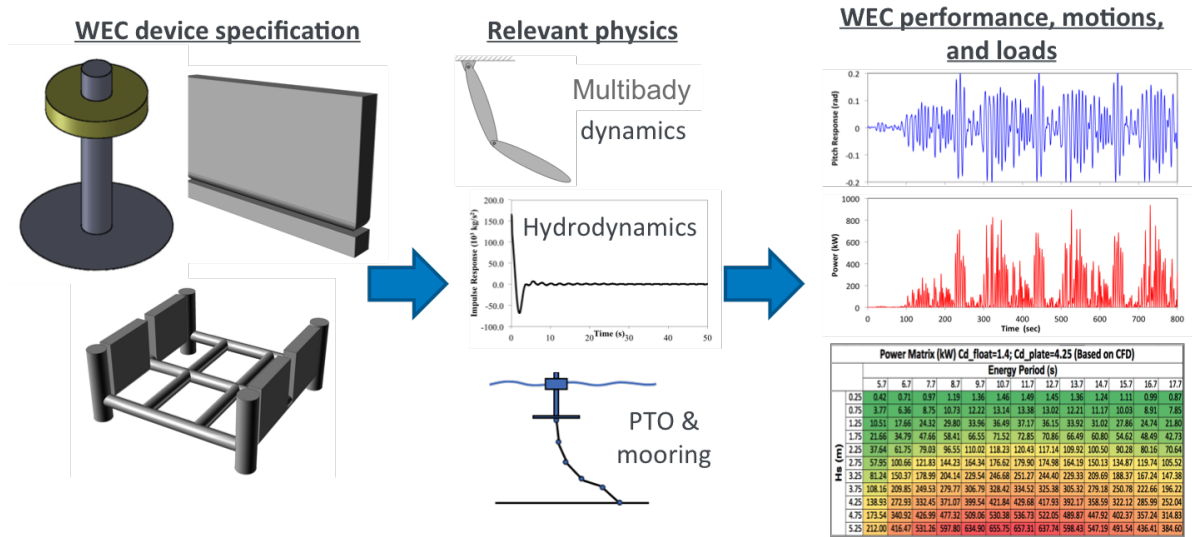 WEC device specification
Relevant physics
WEC performance, motions,
and loads
Multibady
dynamics
Impulse Response (10³ kg/s²)
200.0
150.0
100.0
50.0
0.0
-50.0
-100.0
Hydrodynamics
0 10 20 30 40 50
Time (s)
PTO &
mooring
Pitch Response (rad)
0.2
0.1
0
-0.1
-0.2
Power (kW)
1000
800
600
400
200
0
0 100 200 300 400 500 600 700 800
Time (sec)
Power Matrix (kW) Cd_float=1.4; Cd_plate=4.25 (Based on CFD)
Energy Period (s)
5.7 6.7 7.7 8.7 9.7 10.7 11.7 12.7 13.7 14.7 15.7 16.7 17.7
Hs (m)
0.25 0.42 0.71 0.97 1.19 1.36 1.46 1.49 1.45 1.36 1.24 1.11 0.99 0.87
0.75 3.77 6.36 8.75 10.73 12.22 13.14 13.38 13.02 12.21 11.17 10.03 8.91 7.85
1.25 10.51 17.66 24.32 29.80 33.96 36.49 37.17 36.15 33.92 31.02 27.86 24.74 21.80
1.75 21.66 34.79 47.66 58.41 66.55 71.52 72.85 70.86 66.49 60.80 54.62 48.49 42.73
2.25 37.64 61.75 79.03 96.55 110.02 118.23 120.43 117.14 109.92 100.50 90.28 80.16 70.64
2.75 57.95 100.66 121.83 144.23 164.34 176.62 179.90 174.98 164.19 150.13 134.87 119.74 105.52
3.25 81.24 150.37 178.99 204.14 229.54 246.68 251.27 244.40 229.33 209.69 188.37 167.24 147.38
3.75 108.16 209.85 249.53 279.77 306.79 328.42 334.52 325.38 305.32 279.18 250.78 222.66 196.22
4.25 138.93 272.93 332.45 371.07 399.54 421.84 429.68 417.93 392.17 358.59 322.12 285.99 252.04
4.75 173.54 340.92 426.99 477.32 509.06 530.38 536.73 522.05 489.87 447.92 402.37 357.24 314.83
5.25 212.00 416.47 531.26 597.80 634.90 655.75 657.31 637.74 598.43 547.19 491.54 436.41 384.60